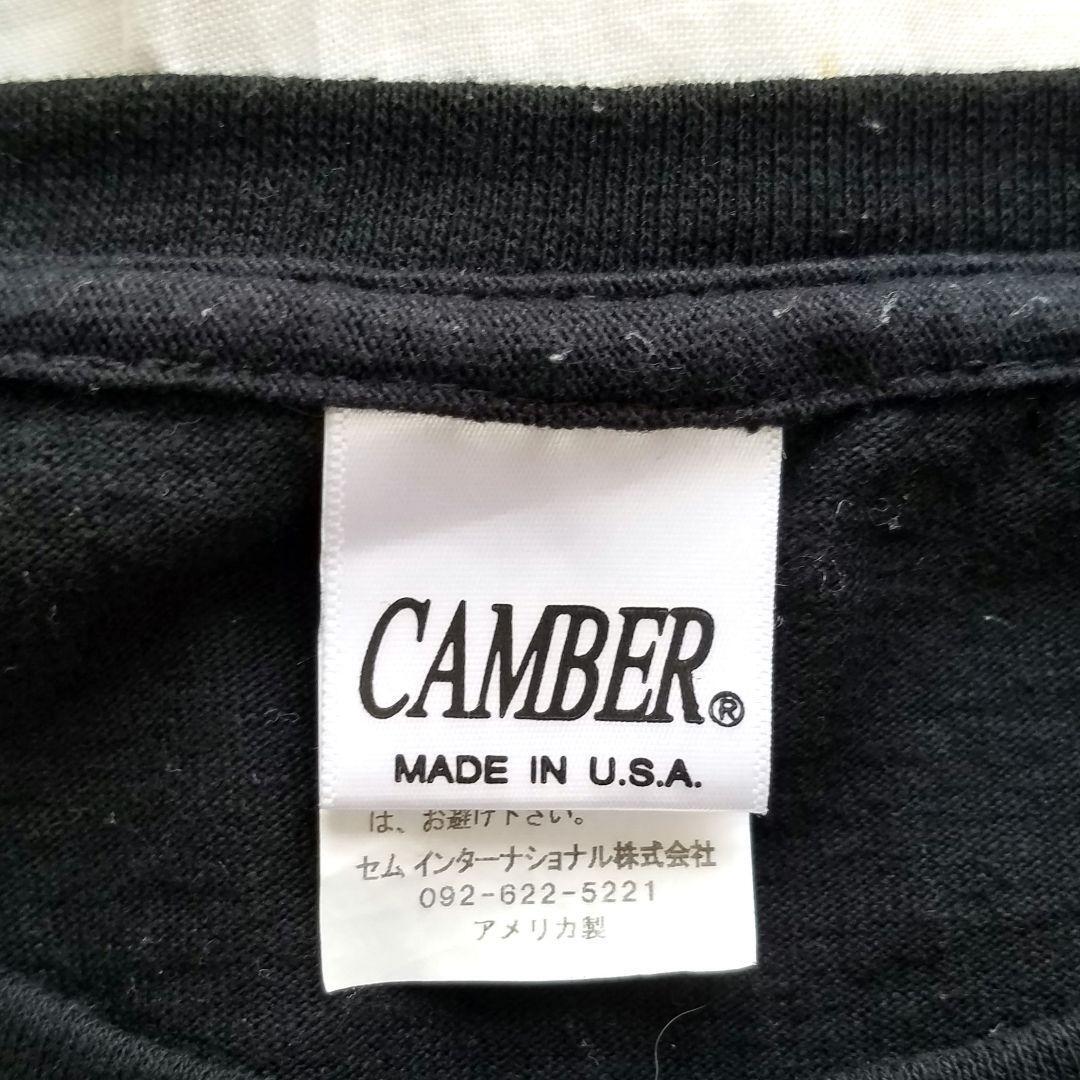 CAMBER®
MADE IN U.S.A.
は、お避け下さい。
セム インターナショナル株式会社
092-622-5221
アメリカ製